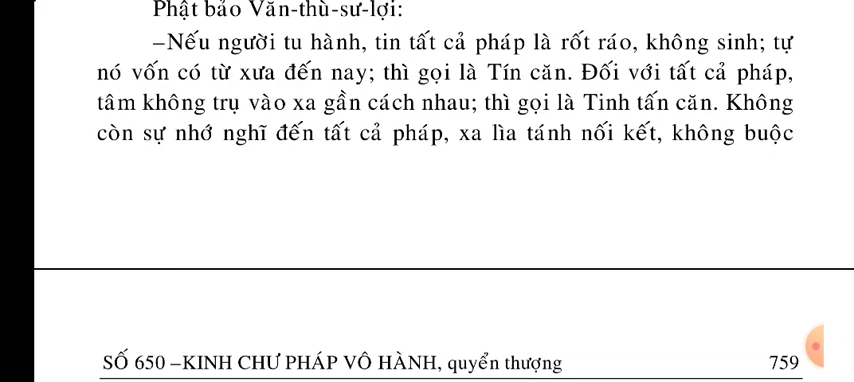 Phật bảo Văn-thù-sư-lợi:
–Nếu người tu hành, tin tất cả pháp là rốt ráo, không sinh; tự
nó vốn có từ xưa đến nay; thì gọi là Tín căn. Đối với tất cả pháp,
tâm không trụ vào xa gần cách nhau; thì gọi là Tinh tấn căn. Không
còn sự nhớ nghĩ đến tất cả pháp, xa lìa tánh nối kết, không buộc
SỐ 650 –KINH CHƯ PHÁP VÔ HÀNH, quyển thượng 759